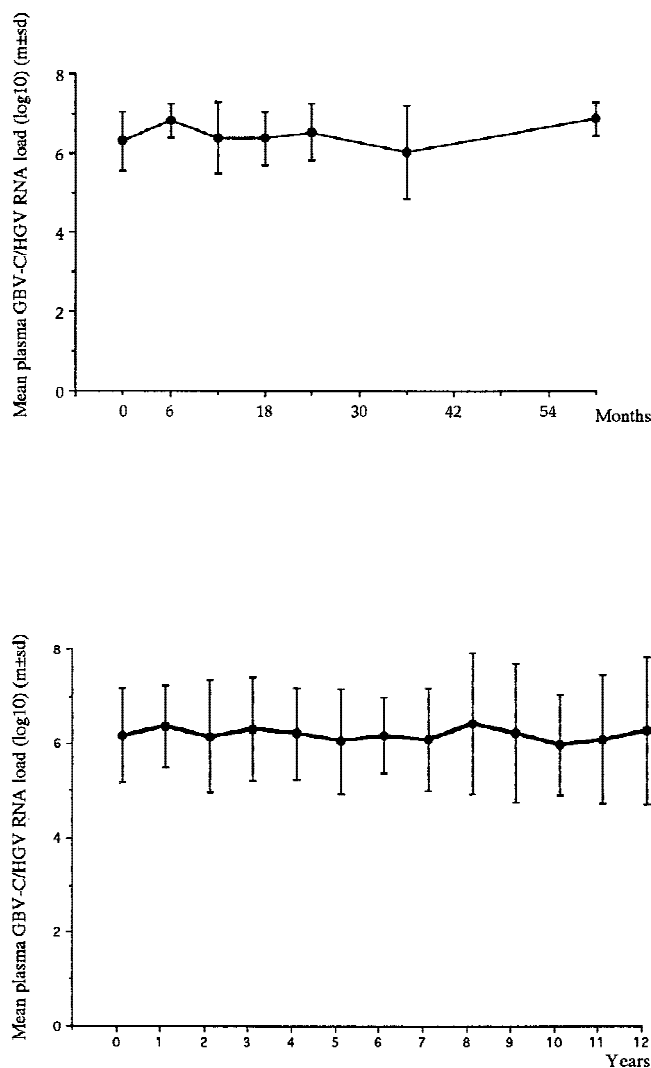 Mean plasma GBV-C/HGV RNA load (log10) (m±sd)
8
6
4
2
0
0 6 18 30 42 54 Months
Mean plasma GBV-C/HGV RNA load (log10) (m±sd)
8
6
4
2
0
0 1 2 3 4 5 6 7 8 9 10 11 12
Years